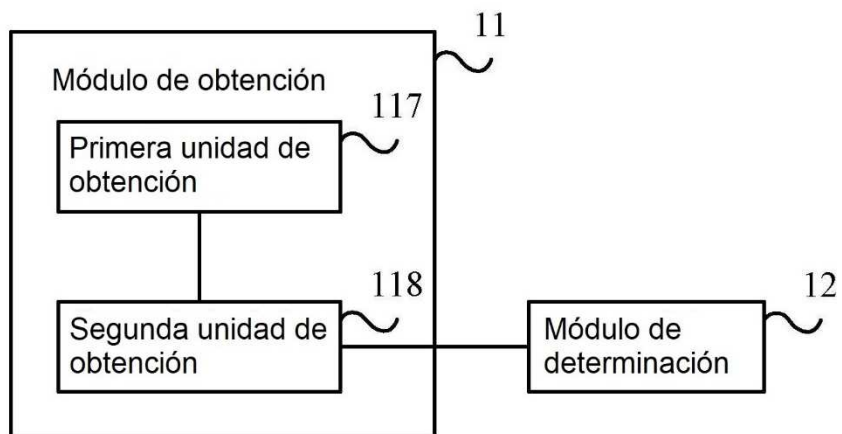 11
Módulo de obtención
117
Primera unidad de
obtención
118
Segunda unidad de
obtención
12
Módulo de
determinación